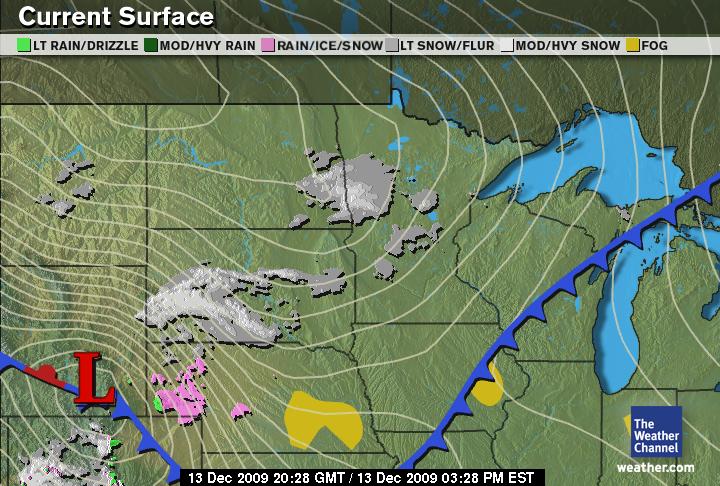 Current Surface
LT RAIN/DRIZZLE MOD/HVY RAIN RAIN/ICE/SNOW LT SNOW/FLUR MOD/HVY SNOW FOG
L
The
Weather
Channel
weather.com
13 Dec 2009 20:28 GMT / 13 Dec 2009 03:28 PM EST